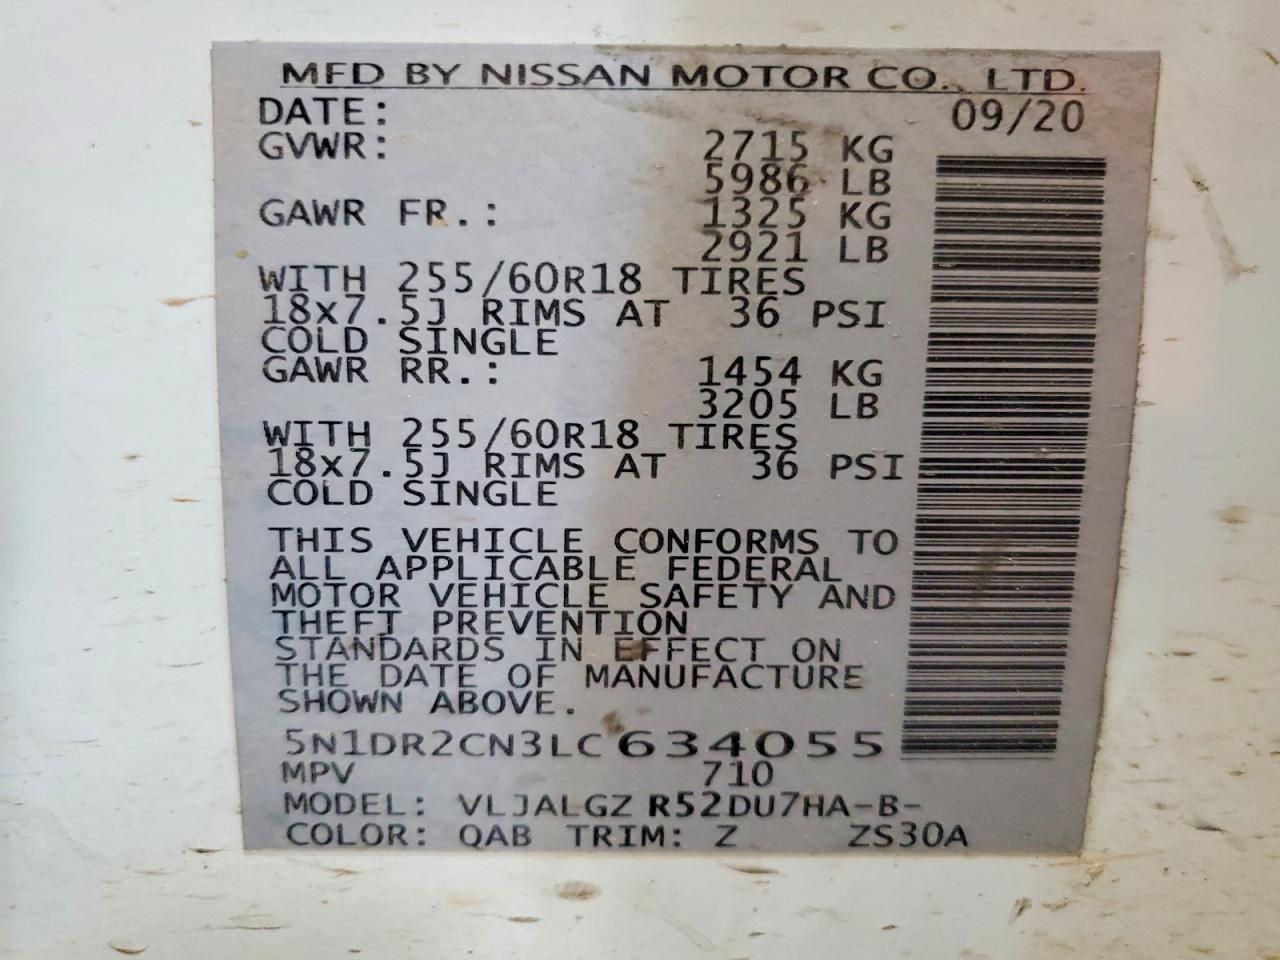 MFD BY NISSAN MOTOR CO., LTD.
DATE: 09/20
GVWR: 2715 KG
5986 LB
GAWR FR.: 1325 KG
2921 LB
WITH 255/60R18 TIRES
18x7.5J RIMS AT 36 PSI
COLD SINGLE
GAWR RR.: 1454 KG
3205 LB
WITH 255/60R18 TIRES
18x7.5J RIMS AT 36 PSI
COLD SINGLE
THIS VEHICLE CONFORMS TO
ALL APPLICABLE FEDERAL
MOTOR VEHICLE SAFETY AND
THEFT PREVENTION
STANDARDS IN EFFECT ON
THE DATE OF MANUFACTURE
SHOWN ABOVE.
5N1DR2CN3LC634055
MPV 710
MODEL: VLJALGZ R52DU7HA-B-
COLOR: QAB TRIM: Z ZS30A